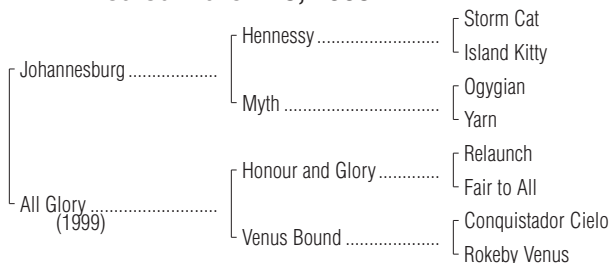 Storm Cat
Hennessy ................................
Island Kitty
Johannesburg .......................
Ogygian
Myth .........................................
Yarn
Relaunch
Honour and Glory ................
Fair to All
All Glory ................................
(1999)
Conquistador Cielo
Venus Bound .........................
Rokeby Venus